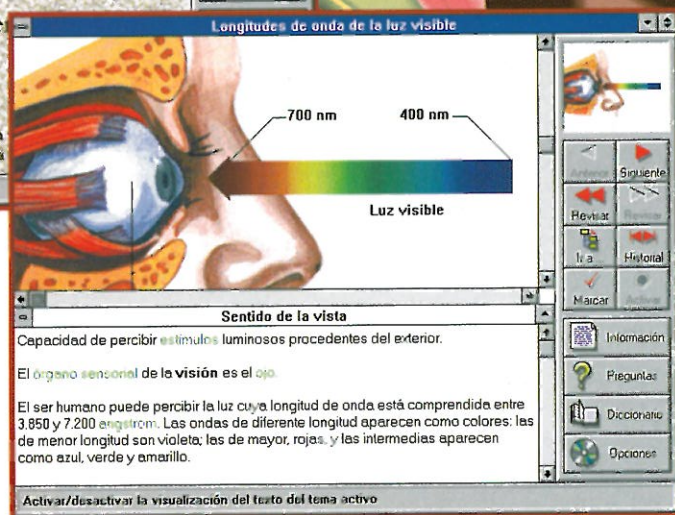 Longitudes de onda de la luz visible
700 nm
400 nm
Luz visible
Anterior
Siguiente
Revisar
Revisar
Ir a...
Historial
Marcar
Activar
Sentido de la vista
Capacidad de percibir estímulos luminosos procedentes del exterior.
El órgano sensorial de la visión es el ojo.
El ser humano puede percibir la luz cuya longitud de onda está comprendida entre
3.850 y 7.200 angstrom. Las ondas de diferente longitud aparecen como colores: las
de menor longitud son violeta; las de mayor, rojas, y las intermedias aparecen
como azul, verde y amarillo.
Información
Preguntas
Diccionario
Opciones
Activar/desactivar la visualización del texto del tema activo